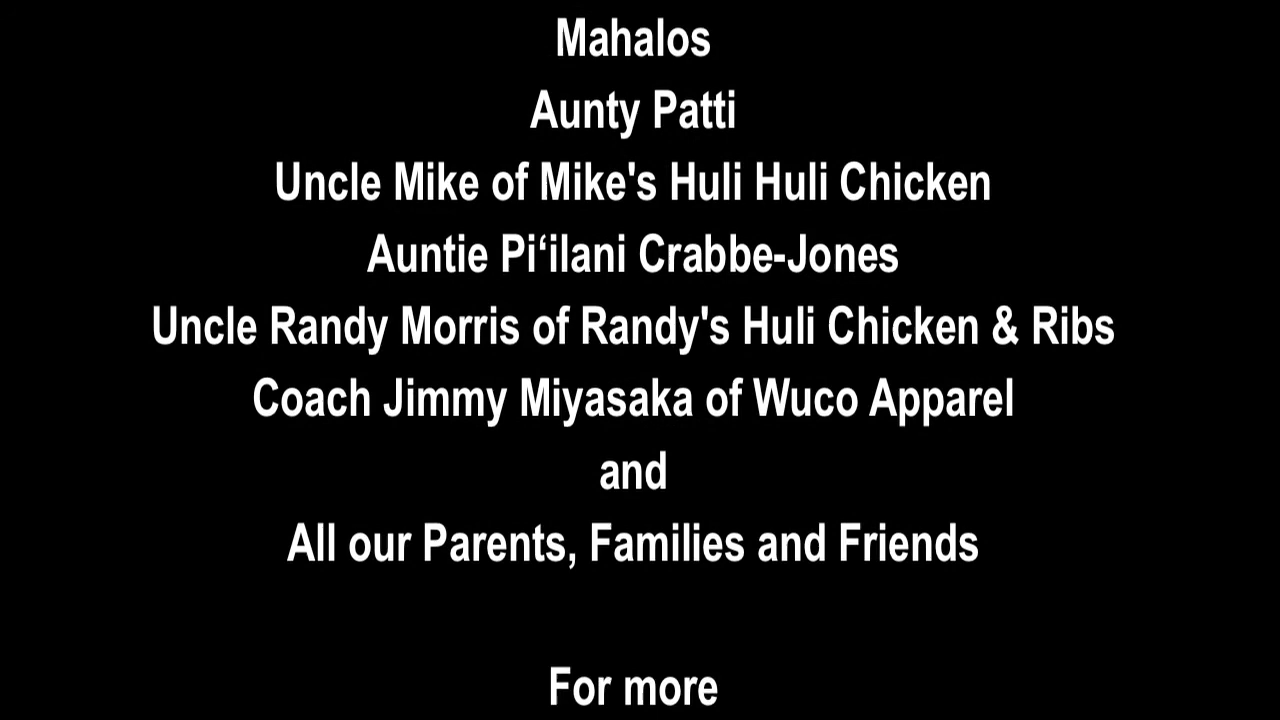 Mahalos
Aunty Patti
Uncle Mike of Mike's Huli Huli Chicken
Auntie Pi‘ilani Crabbe-Jones
Uncle Randy Morris of Randy's Huli Chicken & Ribs
Coach Jimmy Miyasaka of Wuco Apparel
and
All our Parents, Families and Friends
For more